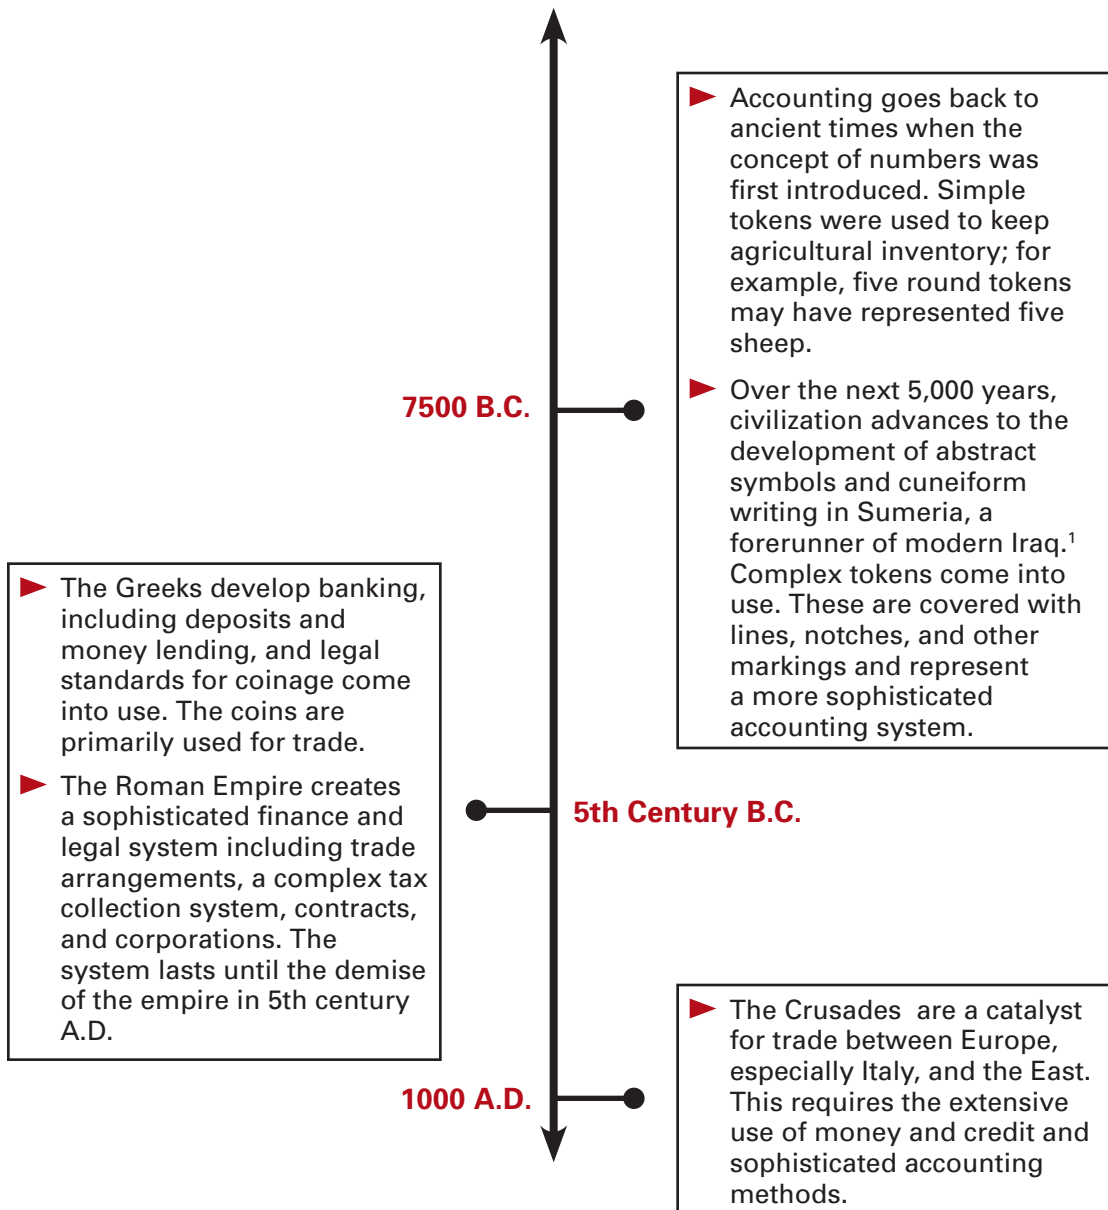 Accounting goes back to
ancient times when the
concept of numbers was
first introduced. Simple
tokens were used to keep
agricultural inventory; for
example, five round tokens
may have represented five
sheep.
7500 B.C.
Over the next 5,000 years,
civilization advances to the
development of abstract
symbols and cuneiform
writing in Sumeria, a
forerunner of modern Iraq.¹
Complex tokens come into
use. These are covered with
lines, notches, and other
markings and represent
a more sophisticated
accounting system.
The Greeks develop banking,
including deposits and
money lending, and legal
standards for coinage come
into use. The coins are
primarily used for trade.
The Roman Empire creates
a sophisticated finance and
legal system including trade
arrangements, a complex tax
collection system, contracts,
and corporations. The
system lasts until the demise
of the empire in 5th century
A.D.
5th Century B.C.
1000 A.D.
The Crusades are a catalyst
for trade between Europe,
especially Italy, and the East.
This requires the extensive
use of money and credit and
sophisticated accounting
methods.